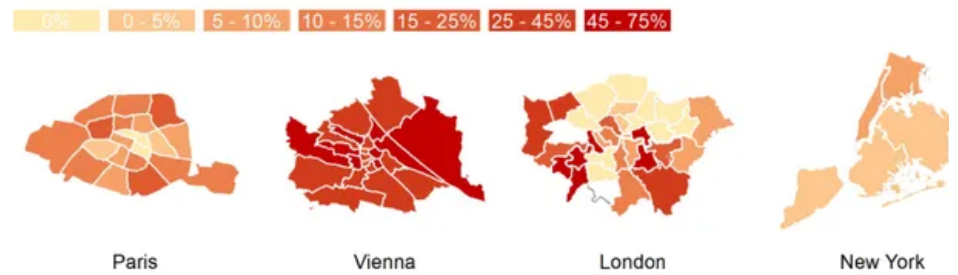 0% 0 - 5% 5 - 10% 10 - 15% 15 - 25% 25 - 45% 45 - 75%
Paris Vienna London New York